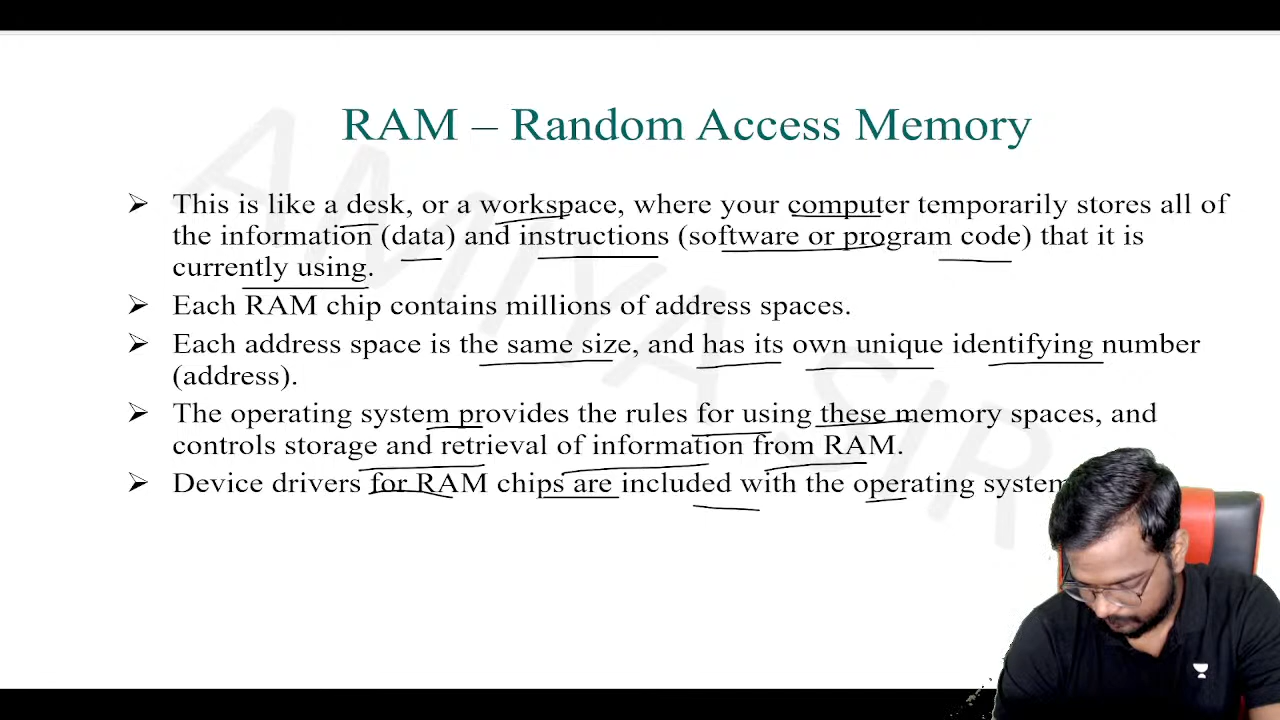 RAM – Random Access Memory
➢ This is like a desk, or a workspace, where your computer temporarily stores all of
the information (data) and instructions (software or program code) that it is
currently using.
➢ Each RAM chip contains millions of address spaces.
➢ Each address space is the same size, and has its own unique identifying number
(address).
➢ The operating system provides the rules for using these memory spaces, and
controls storage and retrieval of information from RAM.
➢ Device drivers for RAM chips are included with the operating system
AMIYA SIR